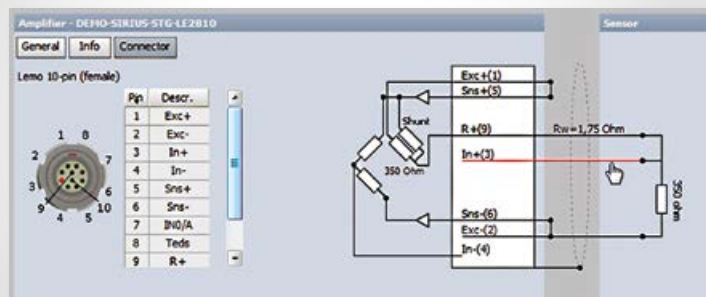 Amplifier - DEMO-SIRIUS-STG-LE2810
Sensor
General Info Connector
Lemo 10-pin (female)
Pin Descr.
1 Exc+
2 Exc-
3 In+
4 In-
5 Sns+
6 Sns-
7 IN0/A
8 Teds
9 R+
1 8
2 7
3 6
9 10
4 5
Exc+(1)
Sns+(5)
Shunt
R+(9)
Rw=1,75 Ohm
In+(3)
350 Ohm
350 ohm
Sns-(6)
Exc-(2)
In-(4)